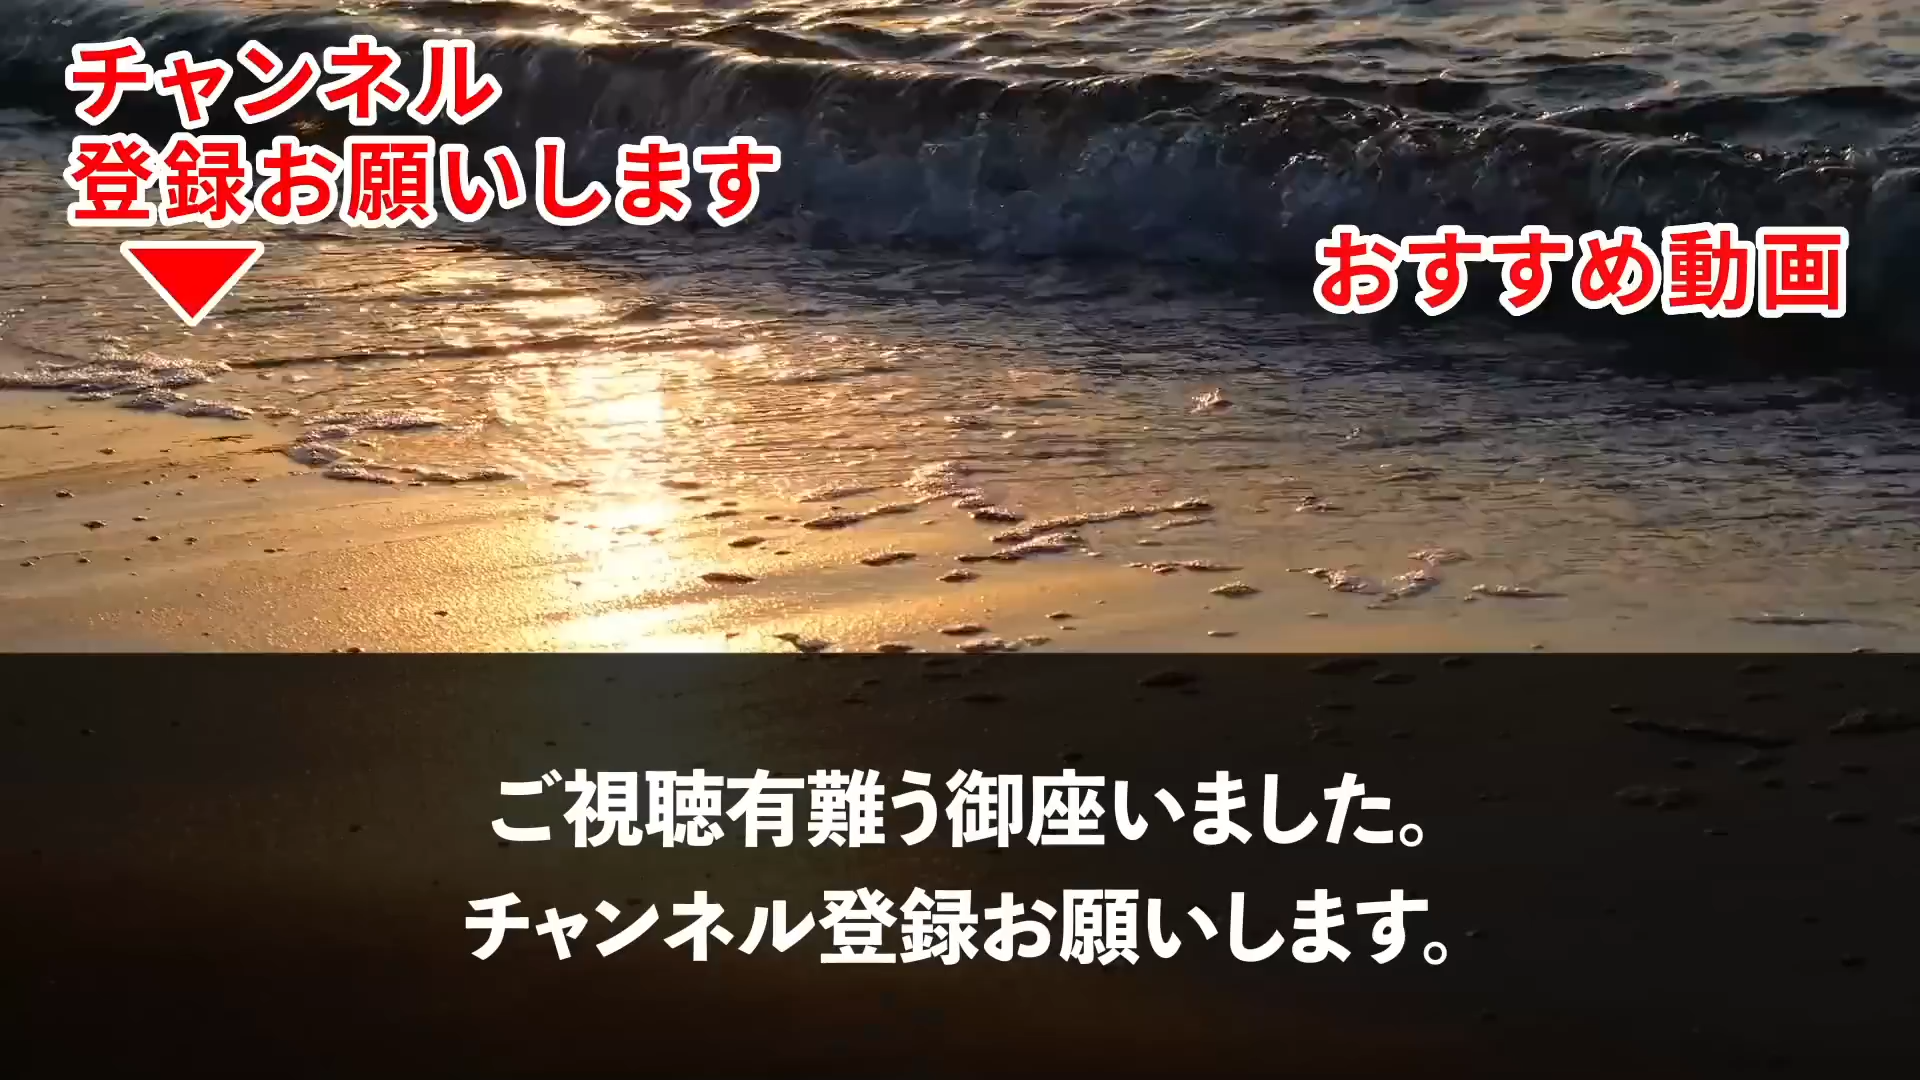 チャンネル
登録お願いします
おすすめ動画
ご視聴有難う御座いました。
チャンネル登録お願いします。